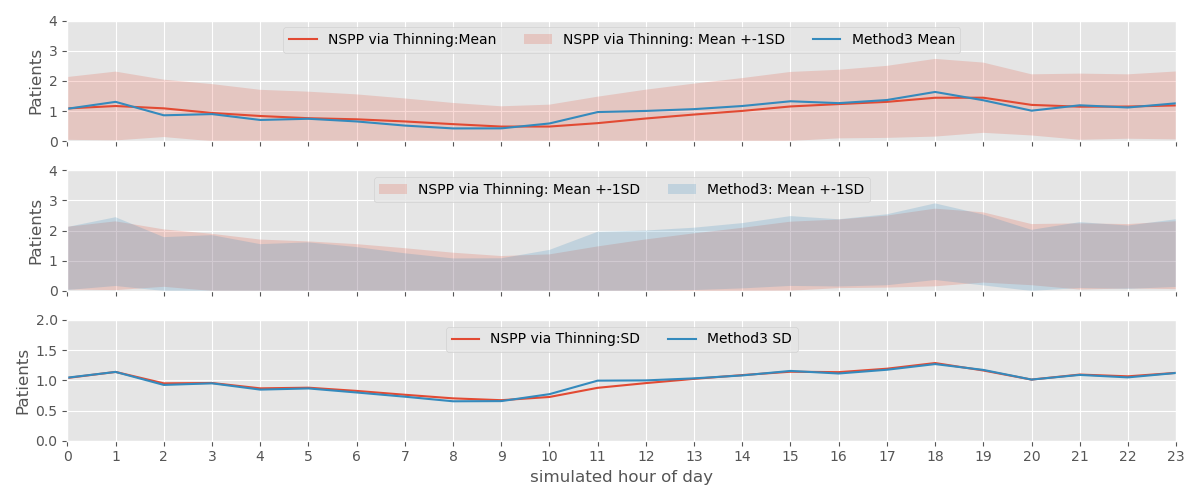 NSPP via Thinning:Mean NSPP via Thinning: Mean +-1SD Method3 Mean
4
3
2
1
0
Patients
0 1 2 3 4 5 6 7 8 9 10 11 12 13 14 15 16 17 18 19 20 21 22 23
NSPP via Thinning: Mean +-1SD Method3: Mean +-1SD
4
3
2
1
0
Patients
NSPP via Thinning:SD Method3 SD
2.0
1.5
1.0
0.5
0.0
Patients
simulated hour of day